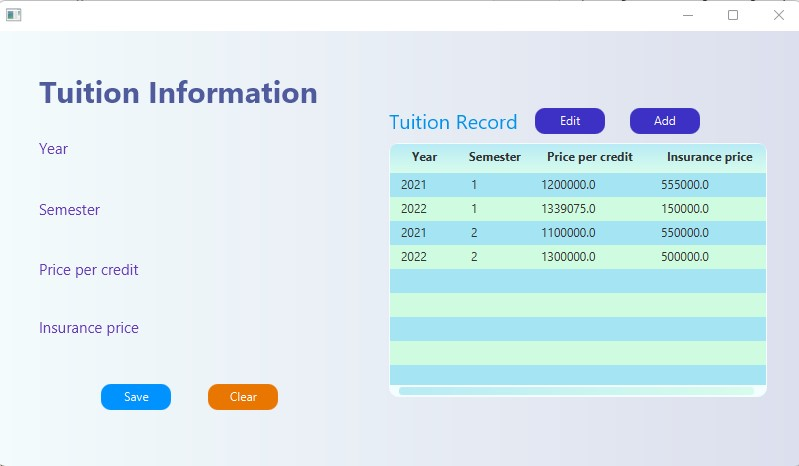 Tuition Information
Year
Semester
Price per credit
Insurance price
Save Clear
Tuition Record Edit Add
Year Semester Price per credit Insurance price
2021 1 1200000.0 555000.0
2022 1 1339075.0 150000.0
2021 2 1100000.0 550000.0
2022 2 1300000.0 500000.0